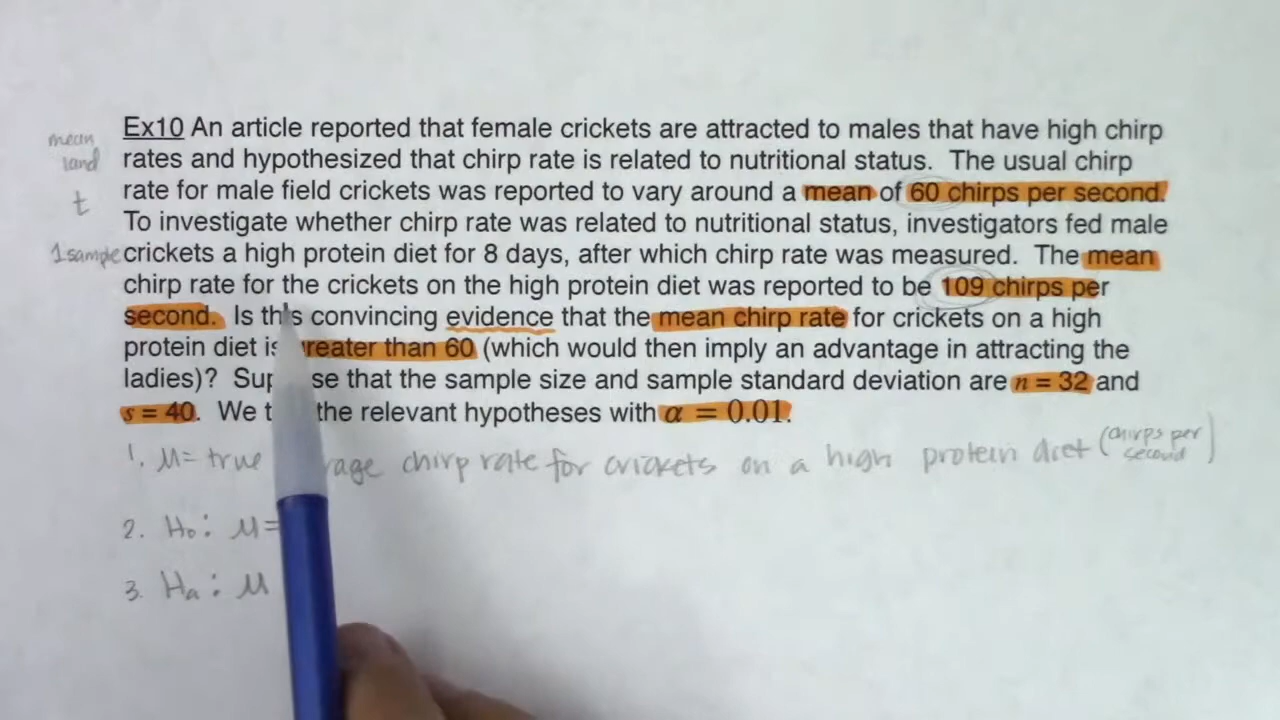 Ex10 An article reported that female crickets are attracted to males that have high chirp
mean
rates and hypothesized that chirp rate is related to nutritional status. The usual chirp
land
rate for male field crickets was reported to vary around a mean of 60 chirps per second.
t
To investigate whether chirp rate was related to nutritional status, investigators fed male
1 sample
crickets a high protein diet for 8 days, after which chirp rate was measured. The mean
chirp rate for the crickets on the high protein diet was reported to be 109 chirps per
second. Is this convincing evidence that the mean chirp rate for crickets on a high
protein diet is greater than 60 (which would then imply an advantage in attracting the
ladies)? Su se that the sample size and sample standard deviation are n = 32 and
s = 40. We t the relevant hypotheses with α = 0.01.
1. μ = true rage chirp rate for crickets on a high protein diet (chirps per second)
2. H₀: μ =
3. Hₐ: μ